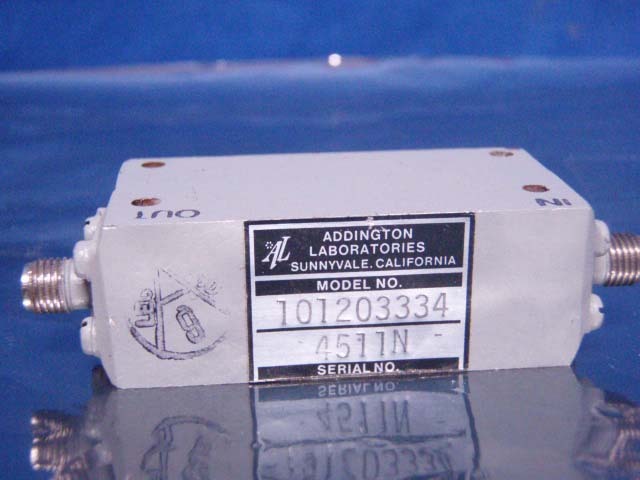 OUT
IN
AL
ADDINGTON
LABORATORIES
SUNNYVALE, CALIFORNIA
MODEL NO.
101203334
4511N -
SERIAL NO.